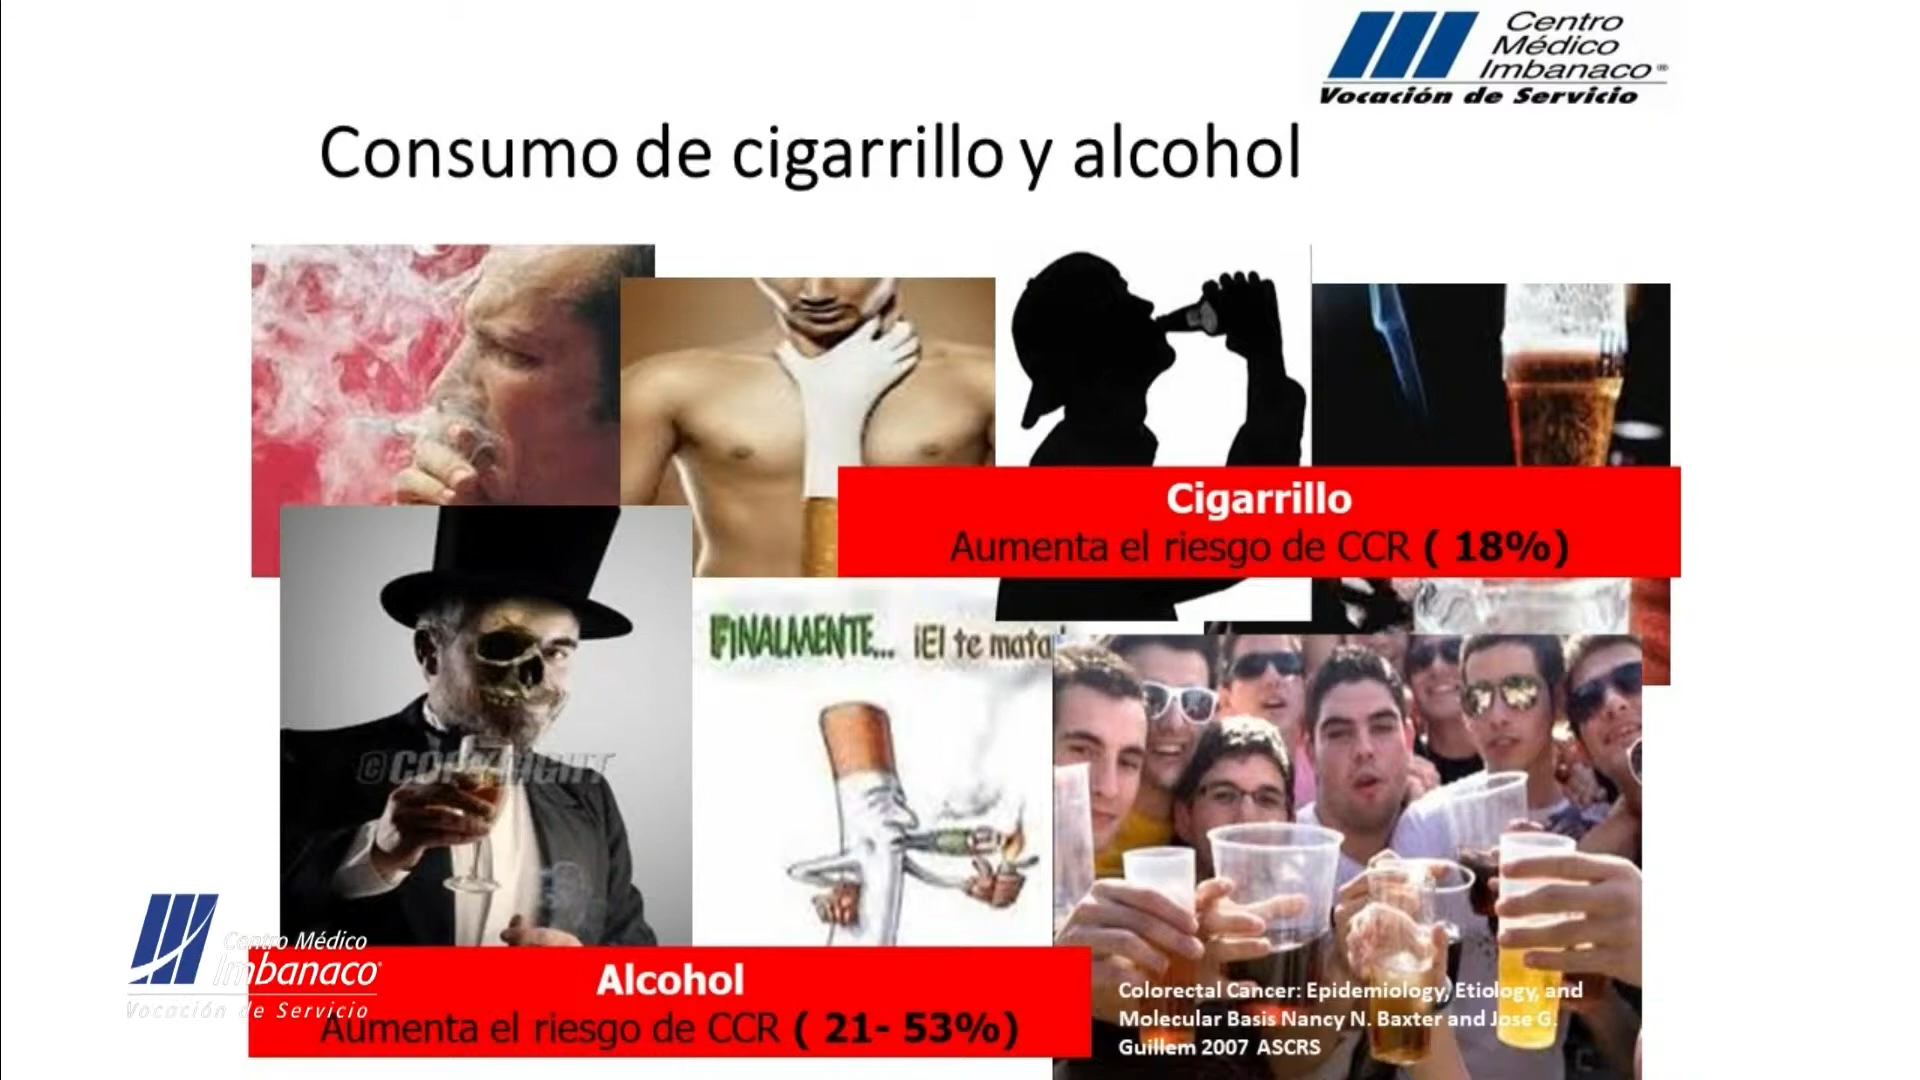 Centro
Médico
Imbanaco®
Vocación de Servicio
Consumo de cigarrillo y alcohol
Cigarrillo
Aumenta el riesgo de CCR ( 18%)
FINALMENTE... ¡El te mata
©COPYRIGHT
Alcohol
Aumenta el riesgo de CCR ( 21- 53%)
Colorectal Cancer: Epidemiology, Etiology, and
Molecular Basis Nancy N. Baxter and Jose G.
Guillem 2007 ASCRS
Centro Médico
Imbanaco®
Vocación de Servicio